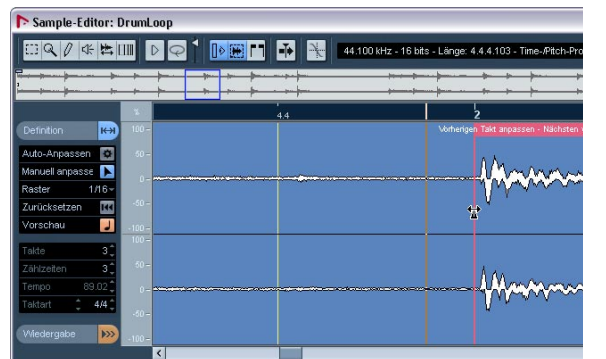 Sample-Editor: DrumLoop
44.100 kHz - 16 bits - Länge: 4.4.4.103 - Time-/Pitch-Pro
% 4.4 2
Definition
Vorherigen Takt anpassen - Nächsten
Auto-Anpassen
Manuell anpasse
Raster 1/16
Zurücksetzen
Vorschau
Takte 3
Zählzeiten 3
Tempo 89.02
Taktart 4/4
Wiedergabe
100
50
0
-50
-100
100
50
0
-50
-100